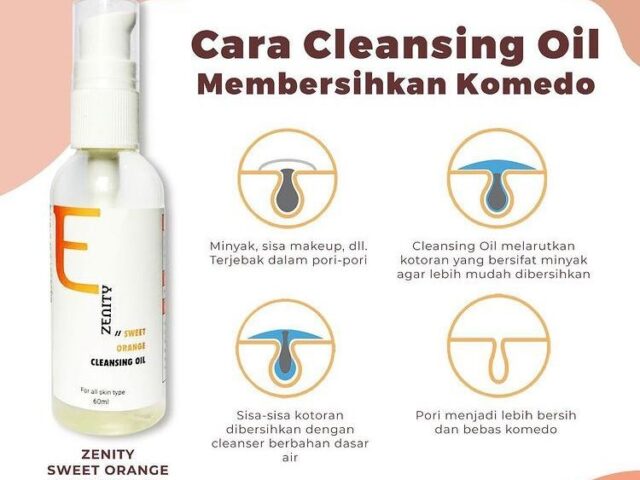 Cara Cleansing Oil
Membersihkan Komedo
Minyak, sisa makeup, dll.
Terjebak dalam pori-pori
Cleansing Oil melarutkan
kotoran yang bersifat minyak
agar lebih mudah dibersihkan
Sisa-sisa kotoran
dibersihkan dengan
cleanser berbahan dasar
air
Pori menjadi lebih bersih
dan bebas komedo
E
ZENITY
// SWEET
ORANGE
CLEANSING OIL
For all skin type
60ml
ZENITY
SWEET ORANGE